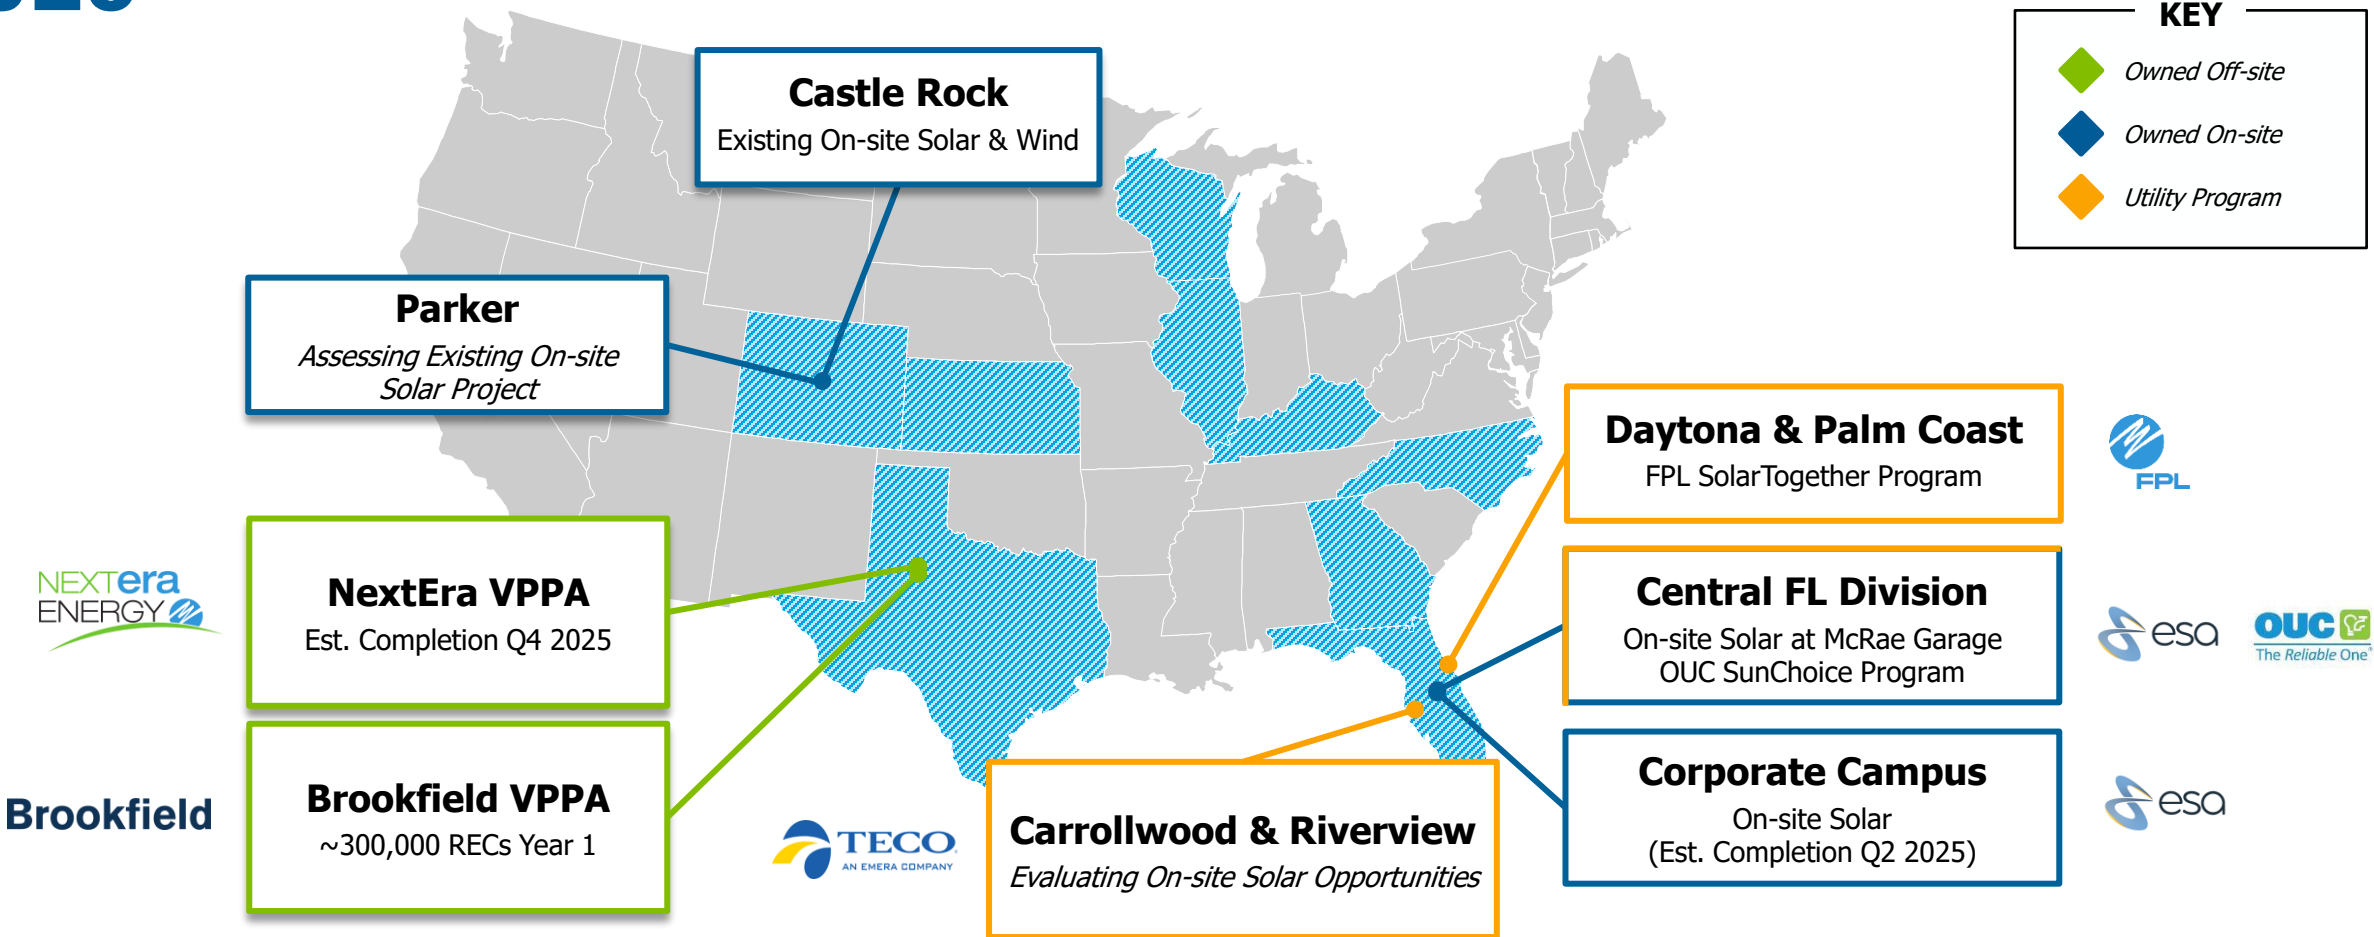 KEY
Owned Off-site
Owned On-site
Utility Program
Castle Rock
Existing On-site Solar & Wind
Parker
Assessing Existing On-site
Solar Project
NEXTera
ENERGY
NextEra VPPA
Est. Completion Q4 2025
Brookfield
Brookfield VPPA
~300,000 RECs Year 1
TECO
AN EMERA COMPANY
Carrollwood & Riverview
Evaluating On-site Solar Opportunities
Daytona & Palm Coast
FPL SolarTogether Program
FPL
Central FL Division
On-site Solar at McRae Garage
OUC SunChoice Program
esa
OUC
The Reliable One
Corporate Campus
On-site Solar
(Est. Completion Q2 2025)
esa